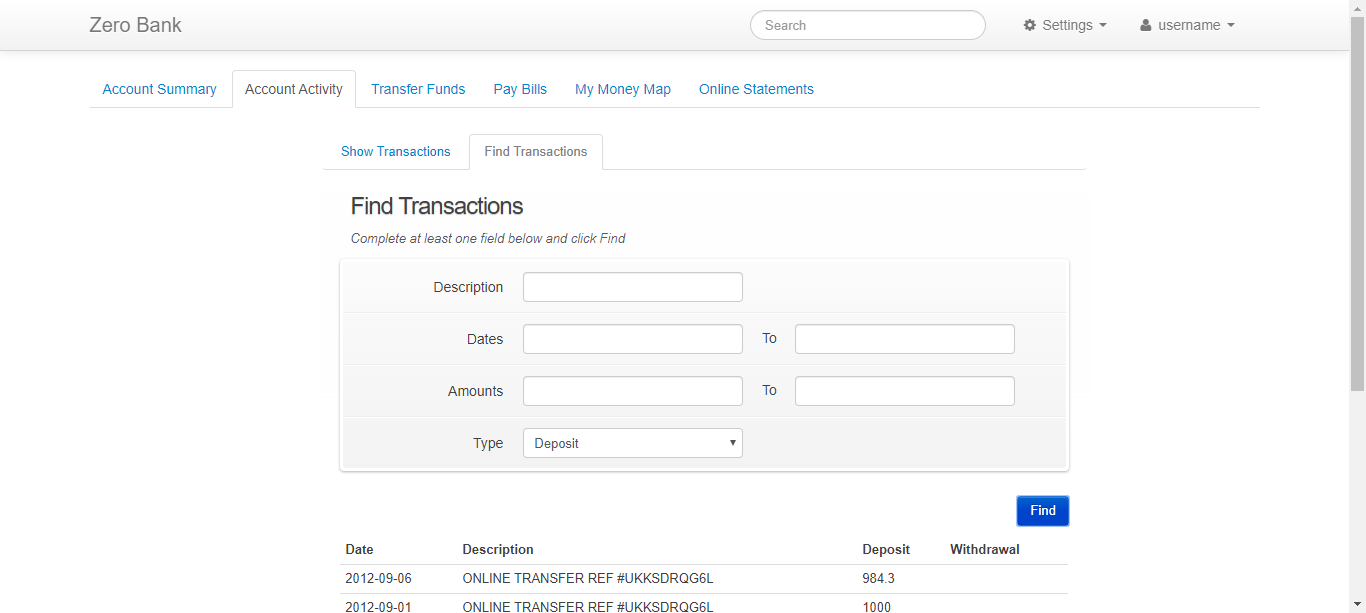 Zero Bank Search Settings username
Account Summary Account Activity Transfer Funds Pay Bills My Money Map Online Statements
Show Transactions Find Transactions
Find Transactions
Complete at least one field below and click Find
Description
Dates To
Amounts To
Type Deposit
Find
Date Description Deposit Withdrawal
2012-09-06 ONLINE TRANSFER REF #UKKSDRQG6L 984.3
2012-09-01 ONLINE TRANSFER REF #UKKSDRQG6L 1000